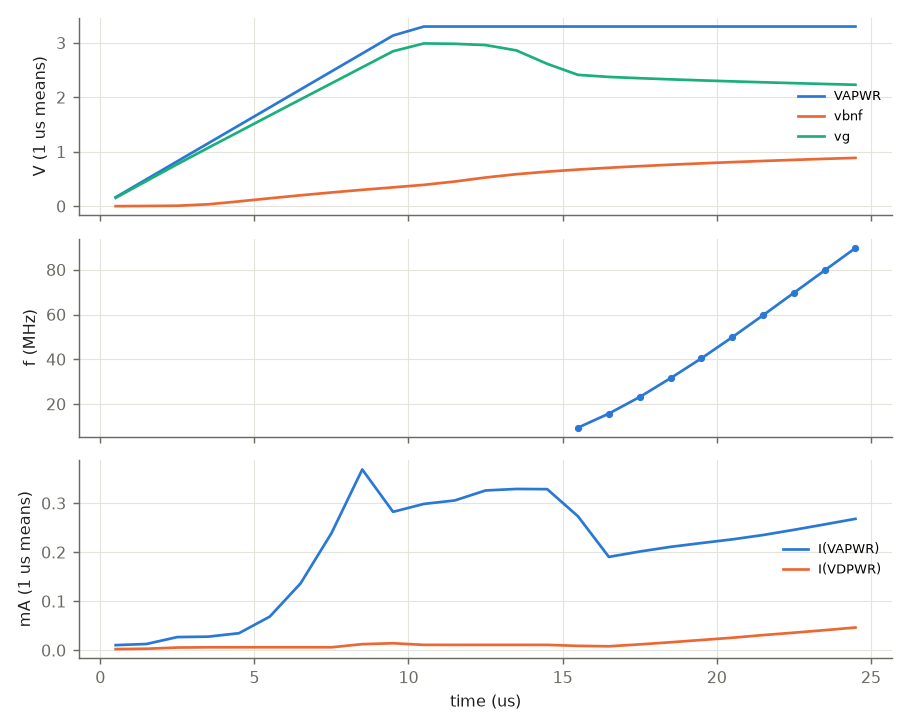 3
2
1
0
V (1 us means)
VAPWR
vbnf
vg
80
60
40
20
f (MHz)
0.3
0.2
0.1
0.0
mA (1 us means)
I(VAPWR)
I(VDPWR)
0 5 10 15 20 25
time (us)